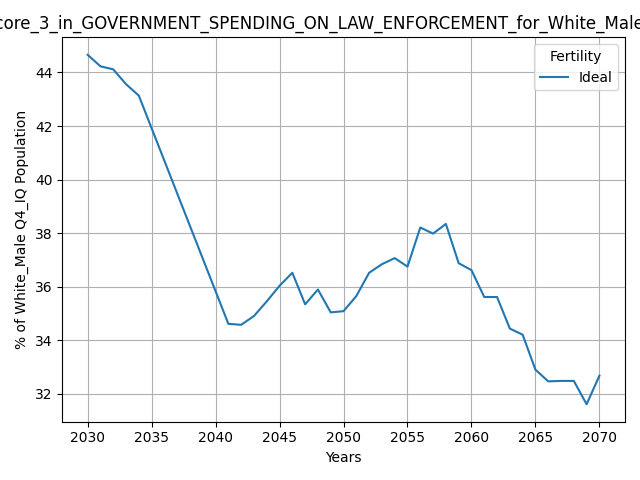 core_3_in_GOVERNMENT_SPENDING_ON_LAW_ENFORCEMENT_for_White_Male
Fertility
Ideal
% of White_Male Q4_IQ Population
44
42
40
38
36
34
32
2030 2035 2040 2045 2050 2055 2060 2065 2070
Years